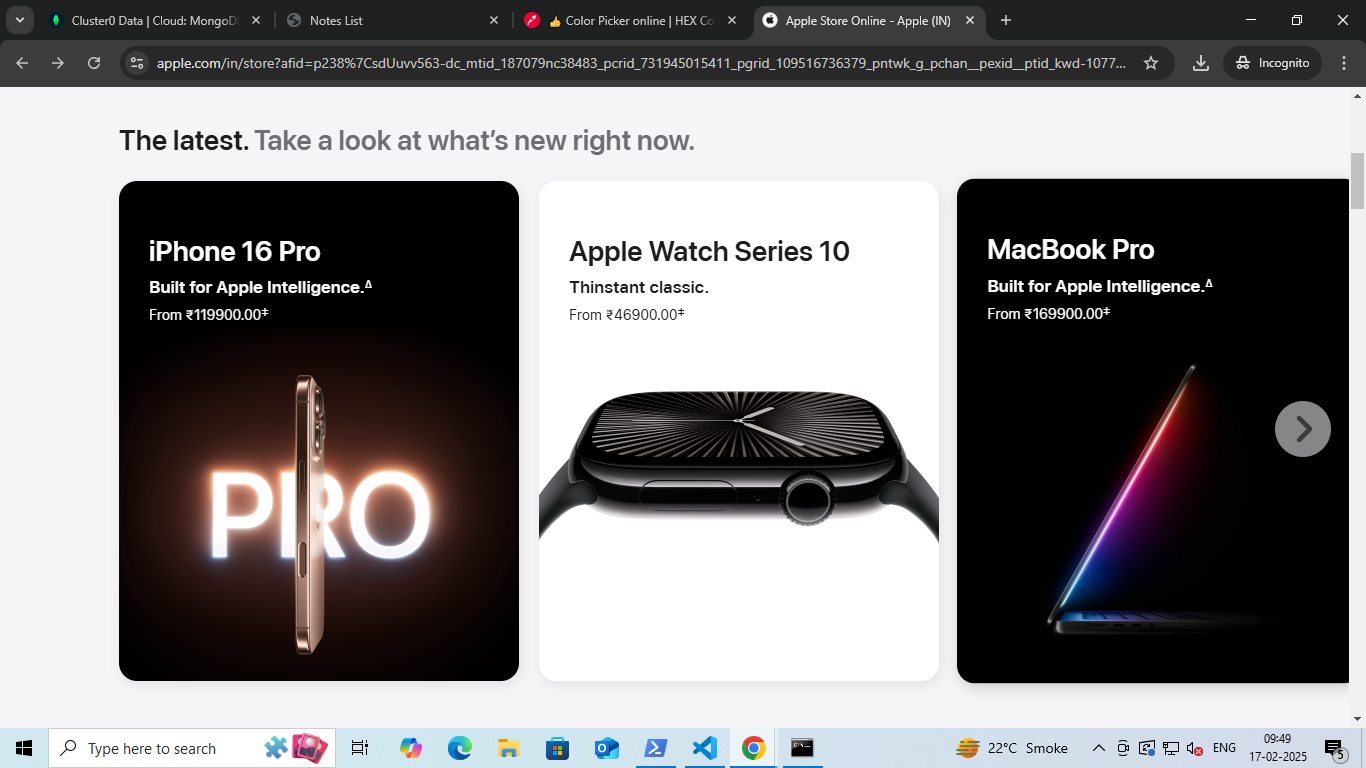 Cluster0 Data | Cloud: MongoD
Notes List
👍 Color Picker online | HEX Co
Apple Store Online - Apple (IN)
apple.com/in/store?afid=p238%7CsdUuvv563-dc_mtid_187079nc38483_pcrid_731945015411_pgrid_109516736379_pntwk_g_pchan__pexid__ptid_kwd-1077...
Incognito
The latest. Take a look at what’s new right now.
iPhone 16 Pro
Built for Apple Intelligence.Δ
From ₹119900.00‡
PRO
Apple Watch Series 10
Thinstant classic.
From ₹46900.00‡
MacBook Pro
Built for Apple Intelligence.Δ
From ₹169900.00‡
Type here to search
22°C Smoke
ENG
09:49
17-02-2025
5